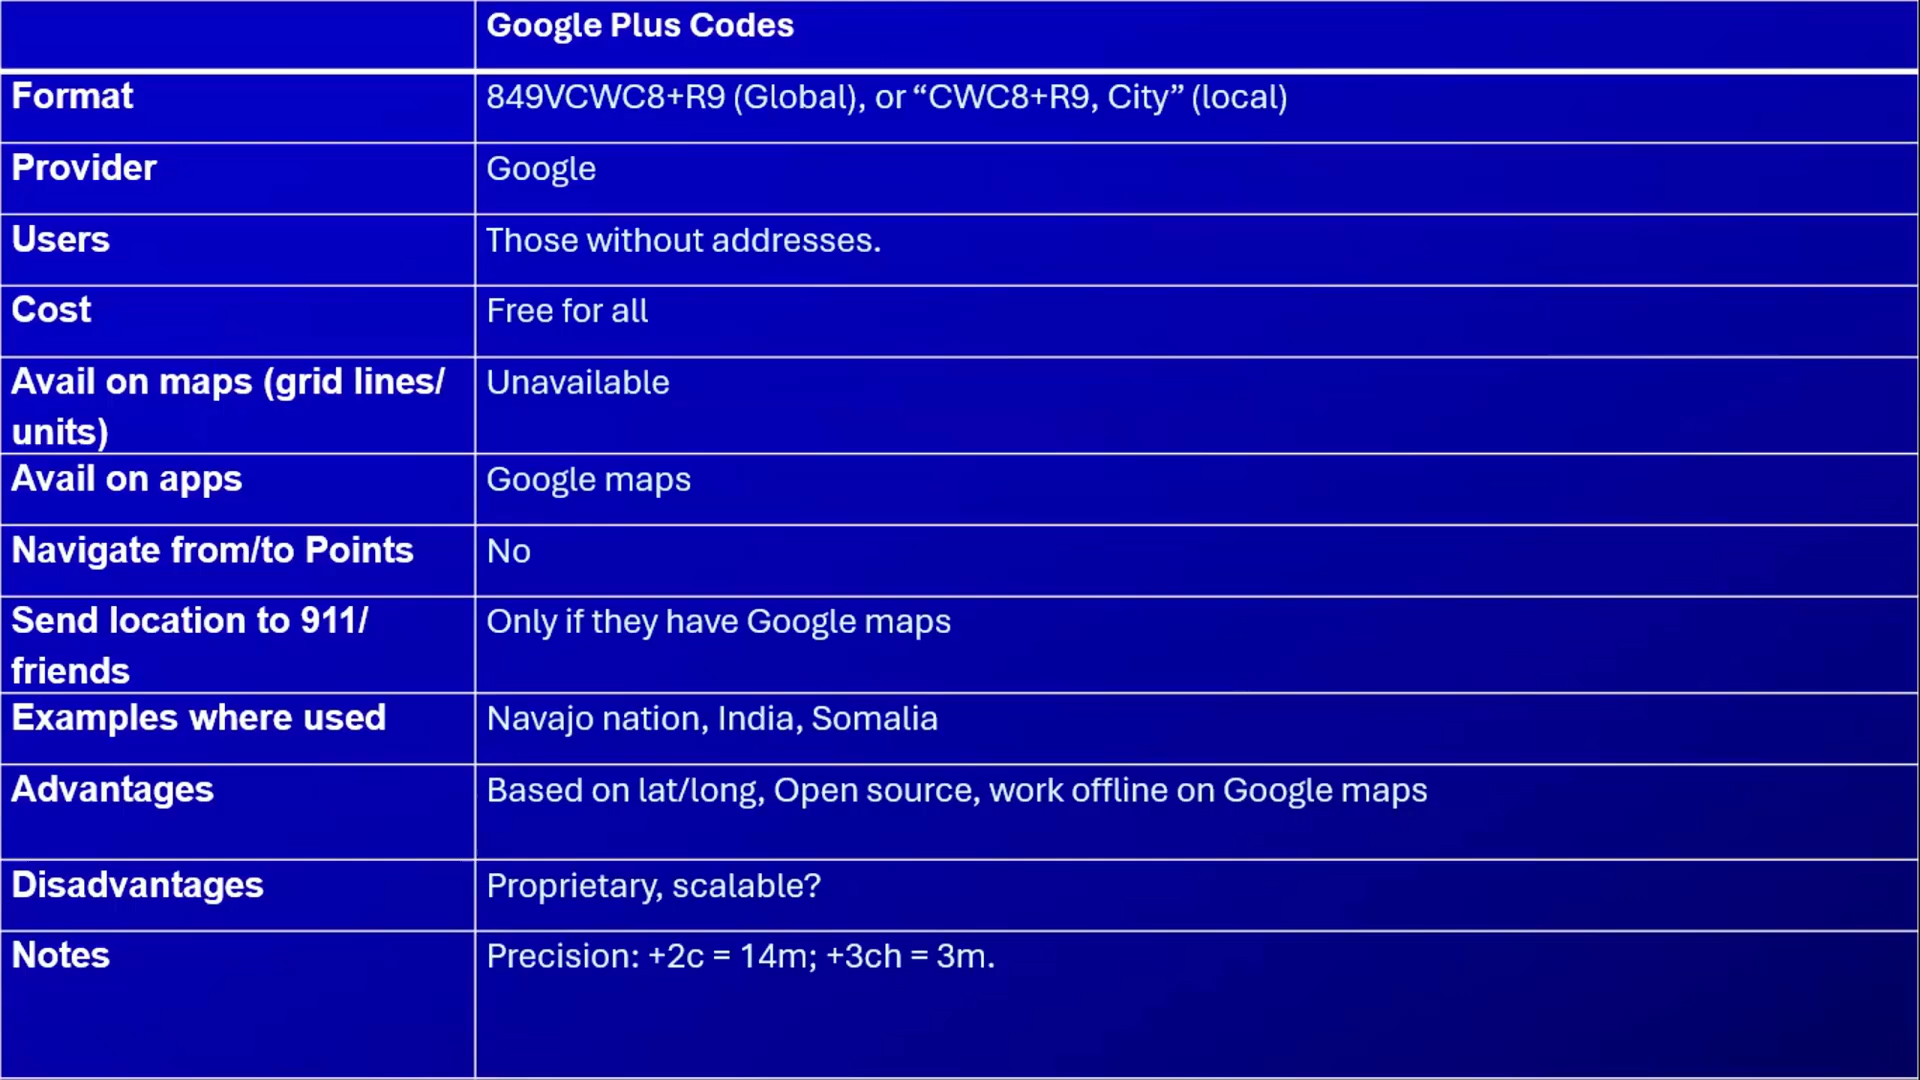 Google Plus Codes
Format
849VCWC8+R9 (Global), or “CWC8+R9, City” (local)
Provider
Google
Users
Those without addresses.
Cost
Free for all
Avail on maps (grid lines/
units)
Unavailable
Avail on apps
Google maps
Navigate from/to Points
No
Send location to 911/
friends
Only if they have Google maps
Examples where used
Navajo nation, India, Somalia
Advantages
Based on lat/long, Open source, work offline on Google maps
Disadvantages
Proprietary, scalable?
Notes
Precision: +2c = 14m; +3ch = 3m.